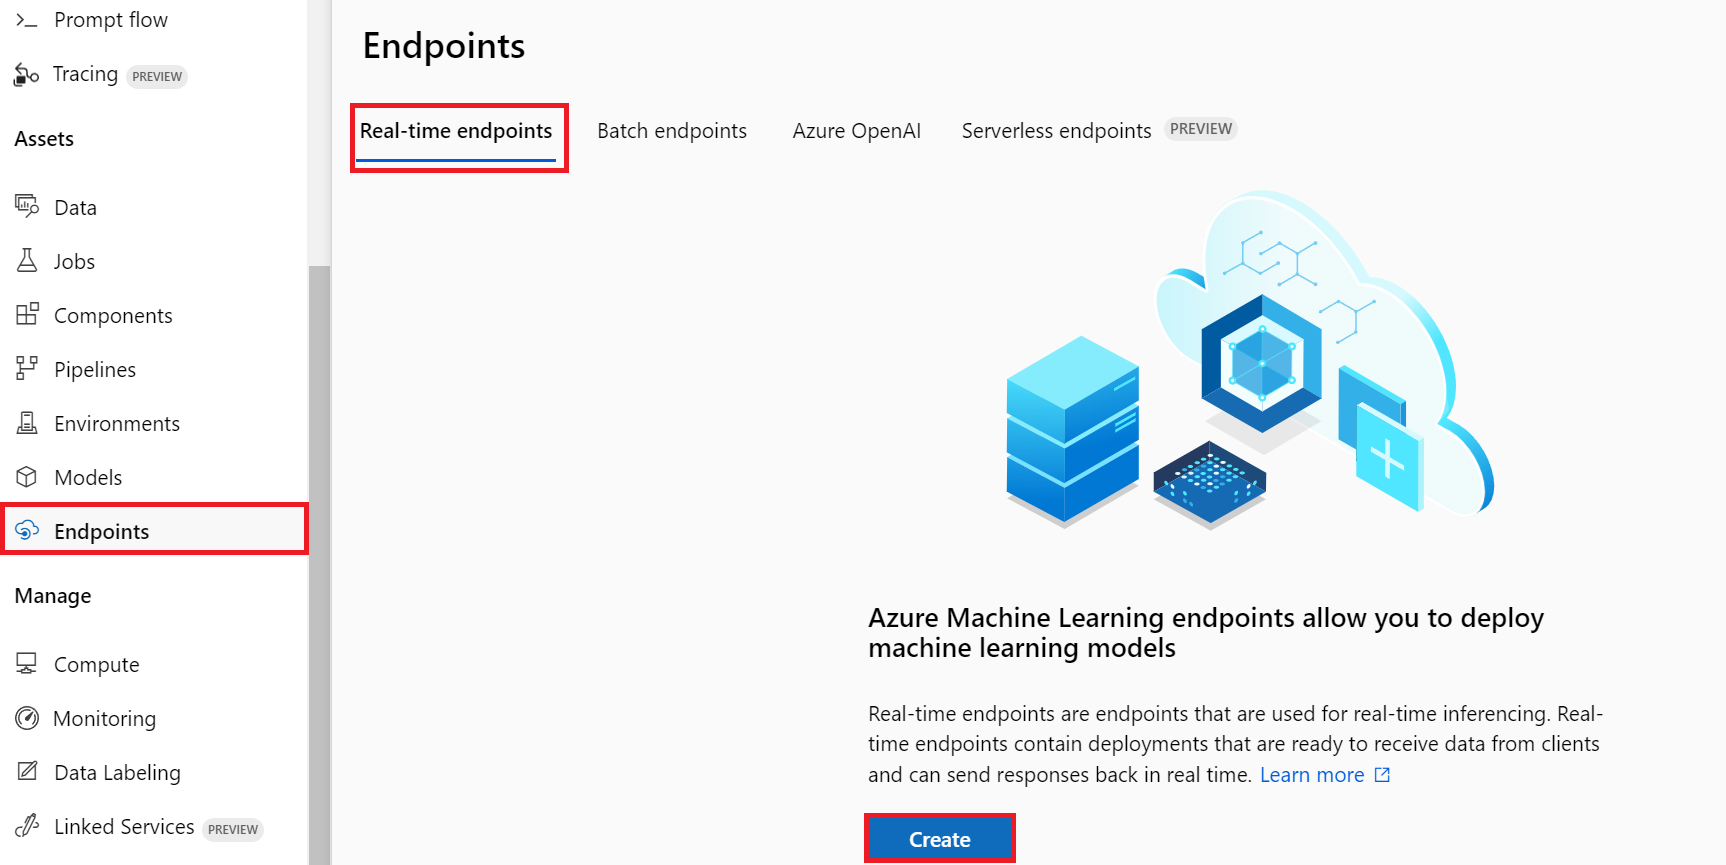 Prompt flow
Tracing PREVIEW
Assets
Data
Jobs
Components
Pipelines
Environments
Models
Endpoints
Manage
Compute
Monitoring
Data Labeling
Linked Services PREVIEW
Endpoints
Real-time endpoints Batch endpoints Azure OpenAI Serverless endpoints PREVIEW
Azure Machine Learning endpoints allow you to deploy
machine learning models
Real-time endpoints are endpoints that are used for real-time inferencing. Real-
time endpoints contain deployments that are ready to receive data from clients
and can send responses back in real time. Learn more
Create